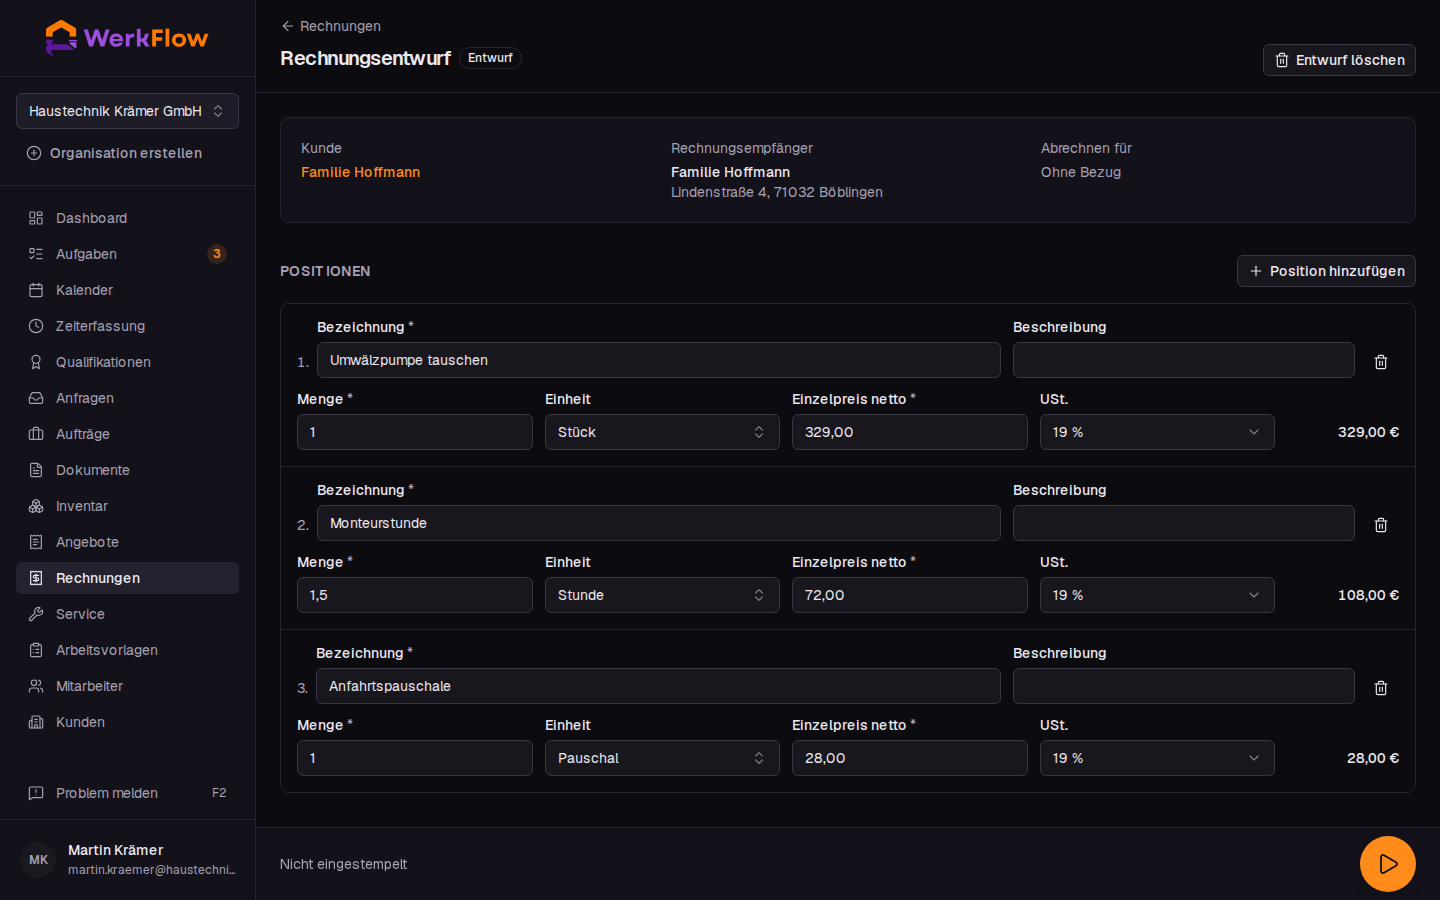 WerkFlow
Haustechnik Krämer GmbH
Organisation erstellen
Dashboard
Aufgaben 3
Kalender
Zeiterfassung
Qualifikationen
Anfragen
Aufträge
Dokumente
Inventar
Angebote
Rechnungen
Service
Arbeitsvorlagen
Mitarbeiter
Kunden
Problem melden F2
MK
Martin Krämer
martin.kraemer@haustechni…
Rechnungen
Rechnungsentwurf Entwurf
Entwurf löschen
Kunde
Familie Hoffmann
Rechnungsempfänger
Familie Hoffmann
Lindenstraße 4, 71032 Böblingen
Abrechnen für
Ohne Bezug
POSITIONEN
Position hinzufügen
Bezeichnung * Beschreibung
1. Umwälzpumpe tauschen
Menge * Einheit Einzelpreis netto * USt.
1 Stück 329,00 19 % 329,00 €
Bezeichnung * Beschreibung
2. Monteurstunde
Menge * Einheit Einzelpreis netto * USt.
1,5 Stunde 72,00 19 % 108,00 €
Bezeichnung * Beschreibung
3. Anfahrtspauschale
Menge * Einheit Einzelpreis netto * USt.
1 Pauschal 28,00 19 % 28,00 €
Nicht eingestempelt